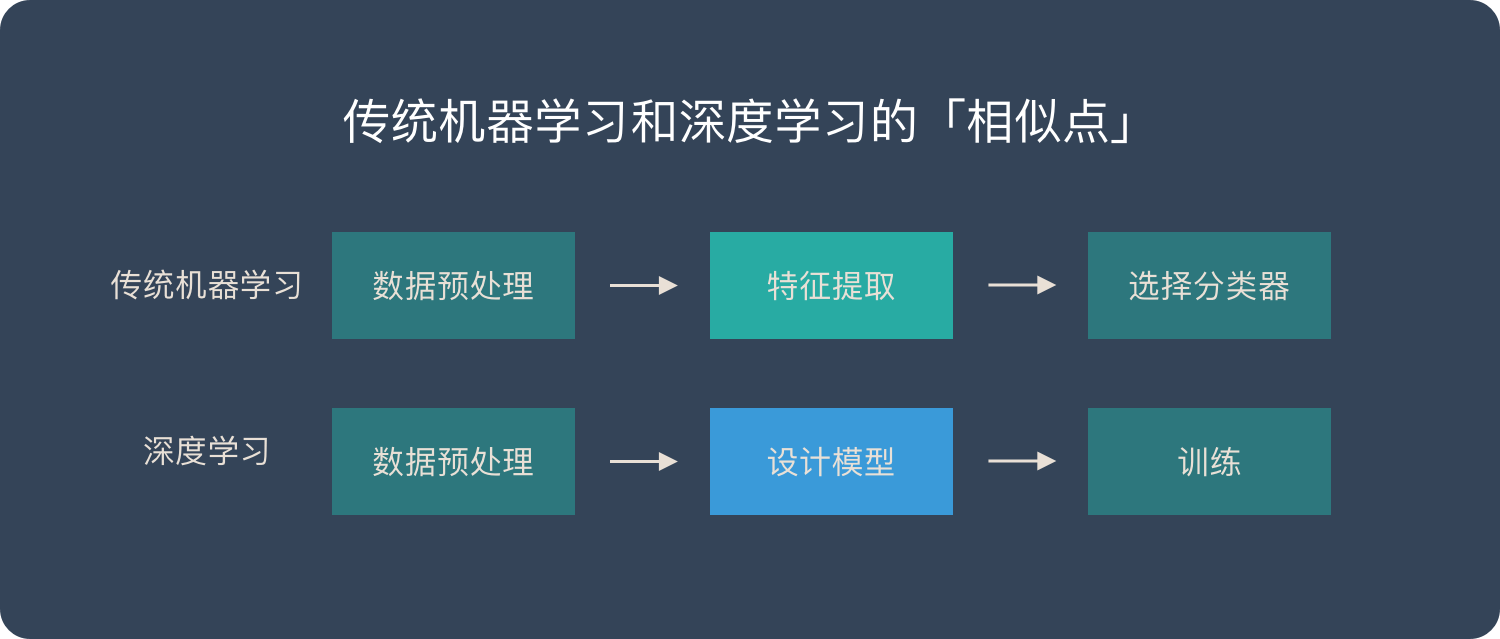 传统机器学习和深度学习的「相似点」
传统机器学习
数据预处理
特征提取
选择分类器
深度学习
数据预处理
设计模型
训练